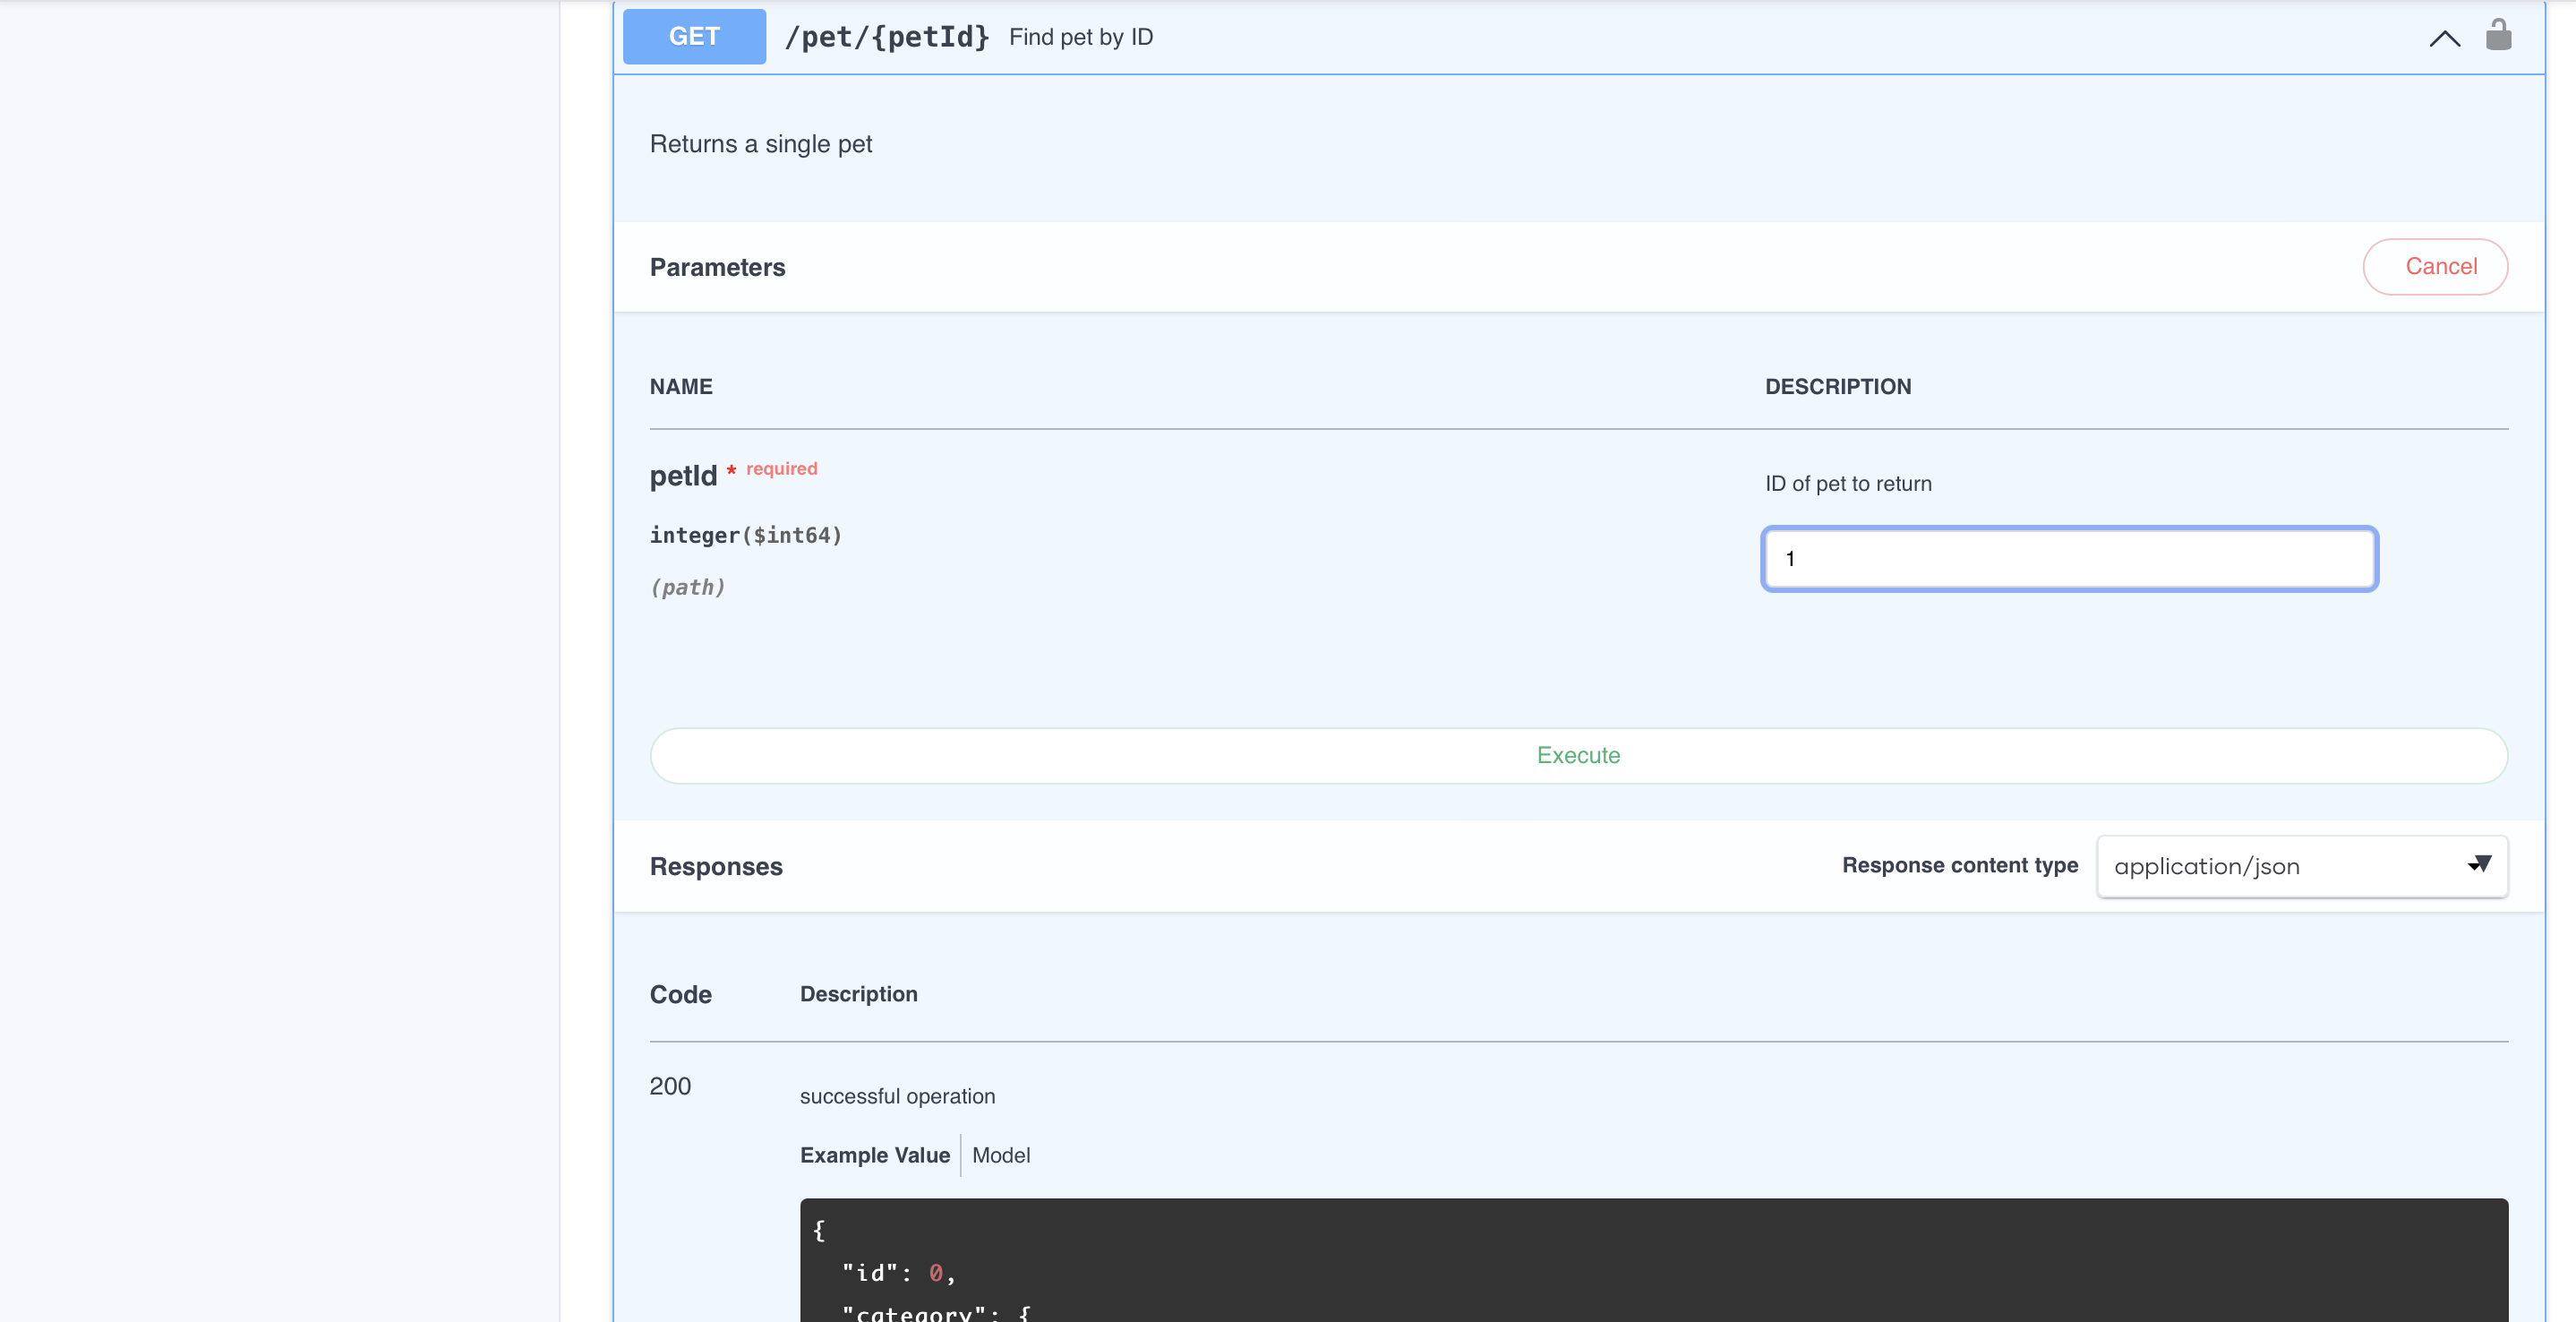 GET /pet/{petId} Find pet by ID
Returns a single pet
Parameters Cancel
NAME DESCRIPTION
petId * required
ID of pet to return
integer($int64)
1
(path)
Execute
Responses Response content type application/json
Code Description
200 successful operation
Example Value Model
{
"id": 0,
"category": {